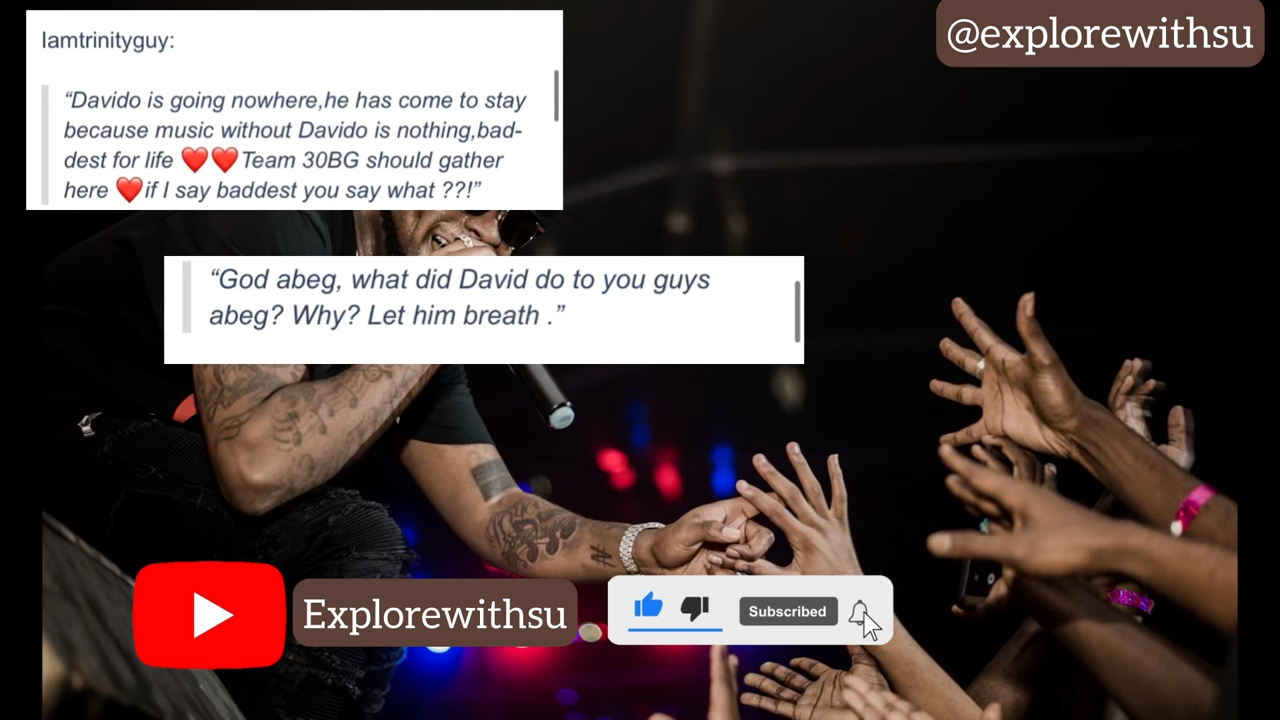 @explorewithsu
Iamtrinityguy:
“Davido is going nowhere,he has come to stay
because music without Davido is nothing,bad-
dest for life ❤️❤️Team 30BG should gather
here ❤️if I say baddest you say what ??!”
“God abeg, what did David do to you guys
abeg? Why? Let him breath .”
Explorewithsu
Subscribed